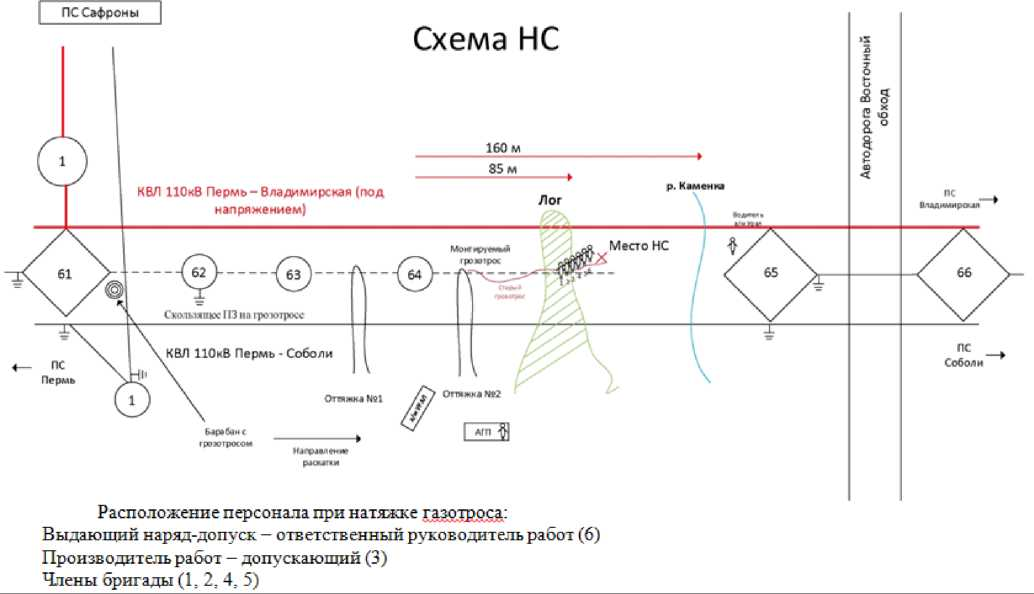 ПС Сафроны
Схема НС
Автодорога Восточный
обход
1
160 м
85 м
КВЛ 110кВ Пермь – Владимирская (под
напряжением)
р. Каменка
ПС
Владимирская
Лог
Водитель
Место НС
Монтируемый
грозотрос
61
62
63
64
65
66
Старый
грозотрос
Скользящее ПЗ на грозотросе
КВЛ 110кВ Пермь - Соболи
ПС
Пермь
ПС
Соболи
1
Оттяжка №1
Оттяжка №2
АГП
Барабан с
грозотросом
Направление
раскатки
Расположение персонала при натяжке газотроса:
Выдающий наряд-допуск – ответственный руководитель работ (6)
Производитель работ – допускающий (3)
Члены бригады (1, 2, 4, 5)